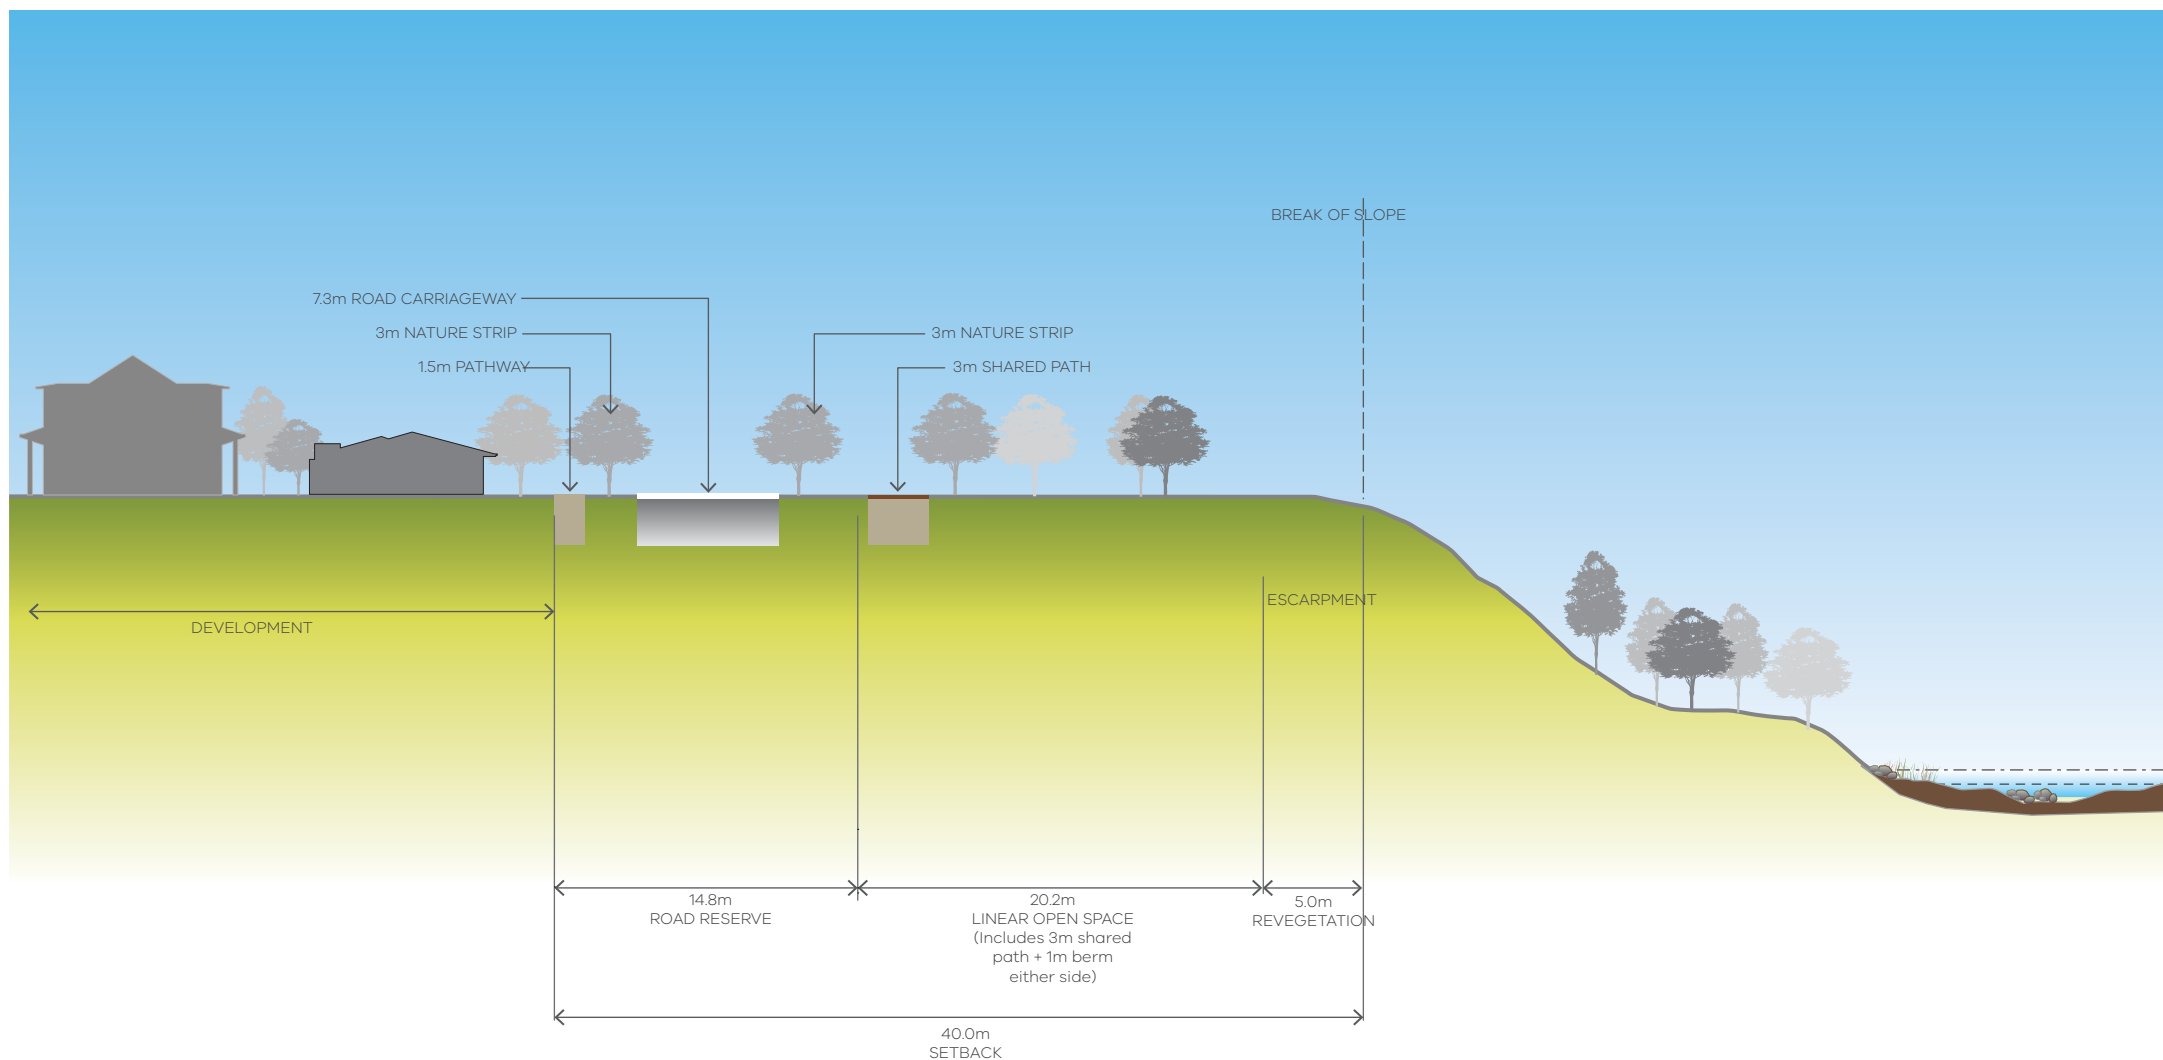 BREAK OF SLOPE
7.3m ROAD CARRIAGEWAY
3m NATURE STRIP
3m NATURE STRIP
1.5m PATHWAY
3m SHARED PATH
ESCARPMENT
DEVELOPMENT
14.8m
ROAD RESERVE
20.2m
LINEAR OPEN SPACE
(Includes 3m shared
path + 1m berm
either side)
5.0m
REVEGETATION
40.0m
SETBACK